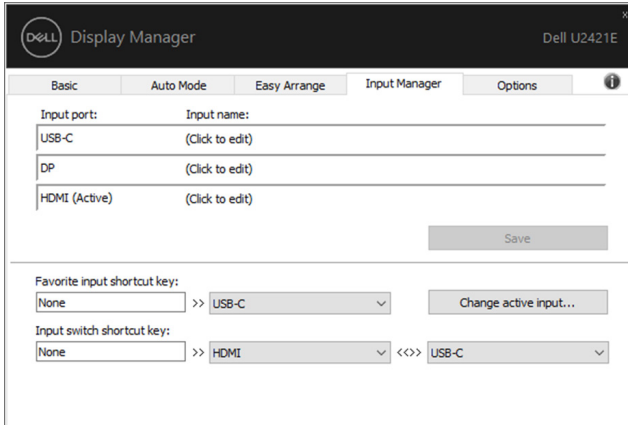 x
DELL Display Manager Dell U2421E
Basic Auto Mode Easy Arrange Input Manager Options i
Input port: Input name:
USB-C (Click to edit)
DP (Click to edit)
HDMI (Active) (Click to edit)
Save
Favorite input shortcut key:
None >> USB-C Change active input...
Input switch shortcut key:
None >> HDMI <<>> USB-C